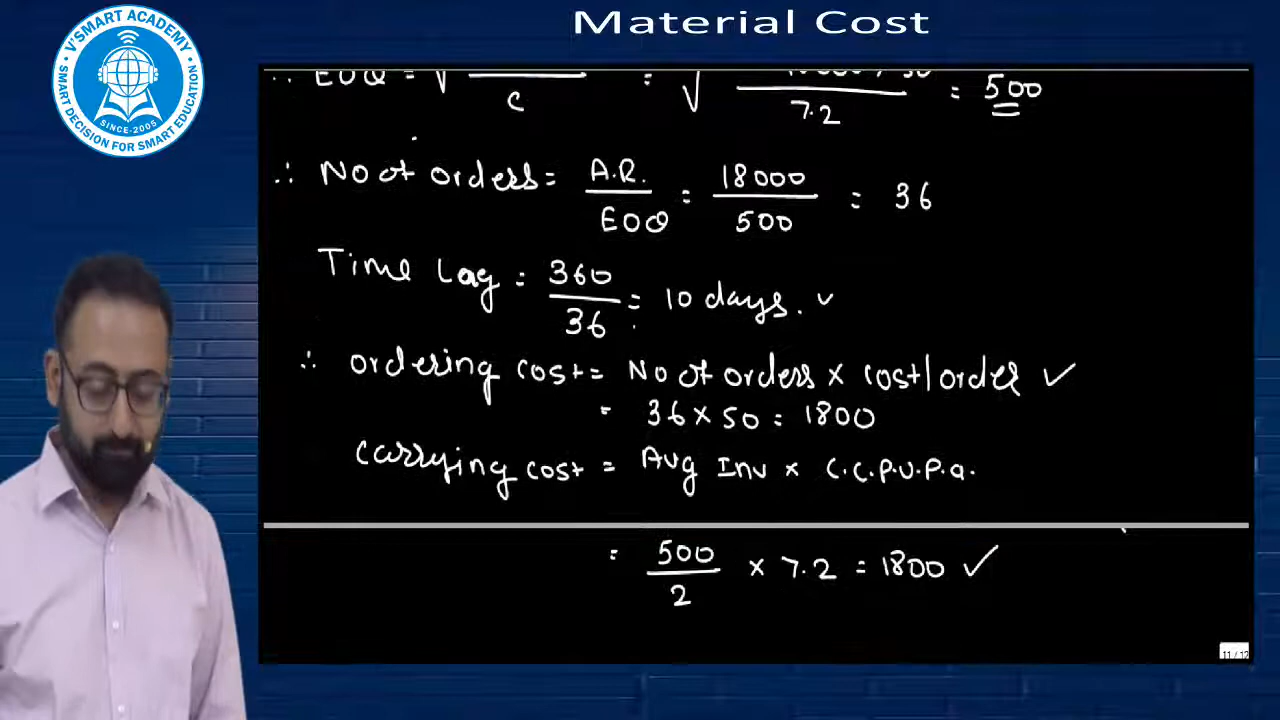 Material Cost
V'SMART ACADEMY
SINCE-2005
SMART DECISION FOR SMART EDUCATION
∴ EOQ = √ / C = √ / 7.2 = 500
∴ No of orders = A.R. / EOQ = 18000 / 500 = 36
Time Lag = 360 / 36 = 10 days. ✓
∴ ordering cost = No of orders × cost/order ✓
= 36 × 50 = 1800
carrying cost = Avg Inv × C.C.P.U.P.a.
= 500 / 2 × 7.2 = 1800 ✓
11 / 12